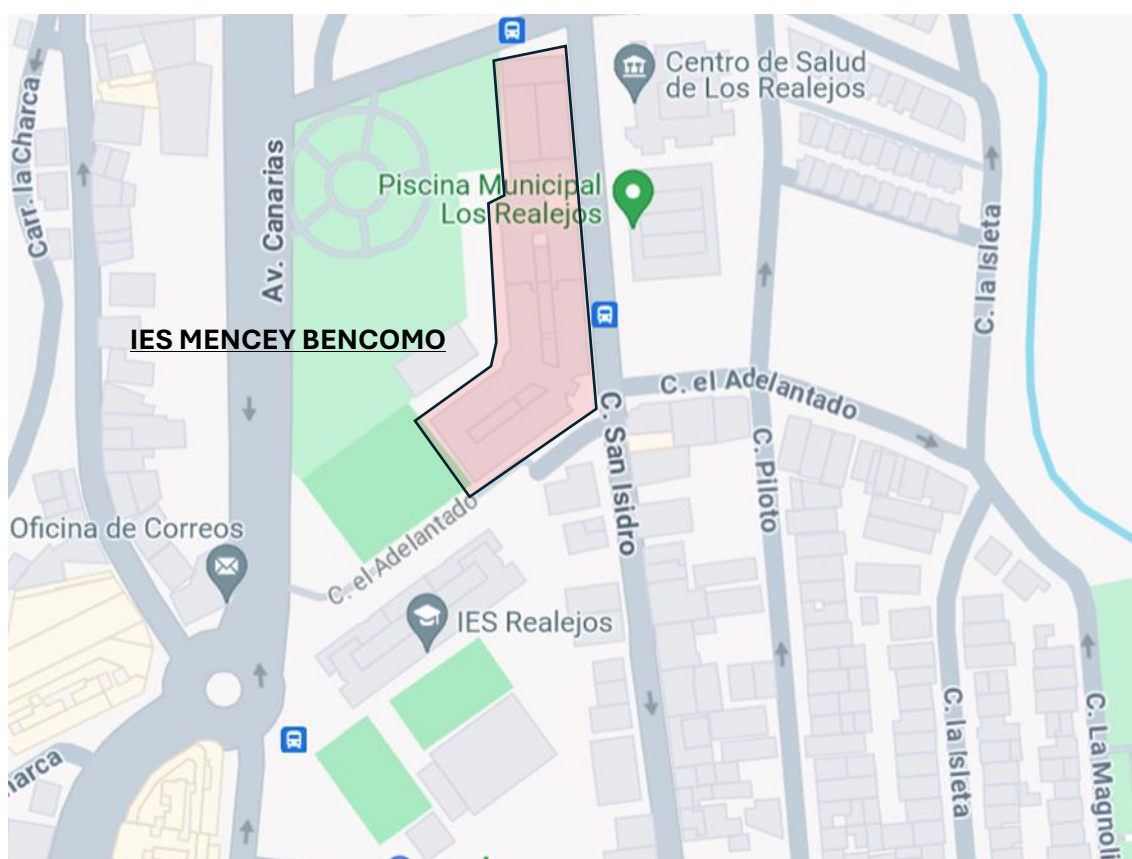 Carr. la Charca
Av. Canarias
Centro de Salud
de Los Realejos
Piscina Municipal
Los Realejos
C. la Isleta
IES MENCEY BENCOMO
C. el Adelantado
C. San Isidro
C. Piloto
Oficina de Correos
C. el Adelantado
IES Realejos
C. la Isleta
C. La Magnoli
narca